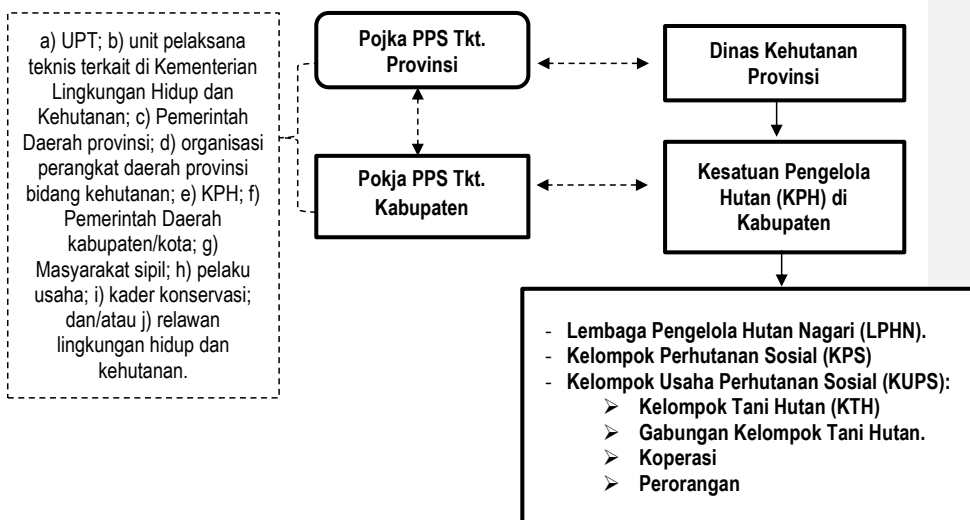 a) UPT; b) unit pelaksana
teknis terkait di Kementerian
Lingkungan Hidup dan
Kehutanan; c) Pemerintah
Daerah provinsi; d) organisasi
perangkat daerah provinsi
bidang kehutanan; e) KPH; f)
Pemerintah Daerah
kabupaten/kota; g)
Masyarakat sipil; h) pelaku
usaha; i) kader konservasi;
dan/atau j) relawan
lingkungan hidup dan
kehutanan.
Pojka PPS Tkt.
Provinsi
Dinas Kehutanan
Provinsi
Pokja PPS Tkt.
Kabupaten
Kesatuan Pengelola
Hutan (KPH) di
Kabupaten
- Lembaga Pengelola Hutan Nagari (LPHN).
- Kelompok Perhutanan Sosial (KPS)
- Kelompok Usaha Perhutanan Sosial (KUPS):
➢ Kelompok Tani Hutan (KTH)
➢ Gabungan Kelompok Tani Hutan.
➢ Koperasi
➢ Perorangan